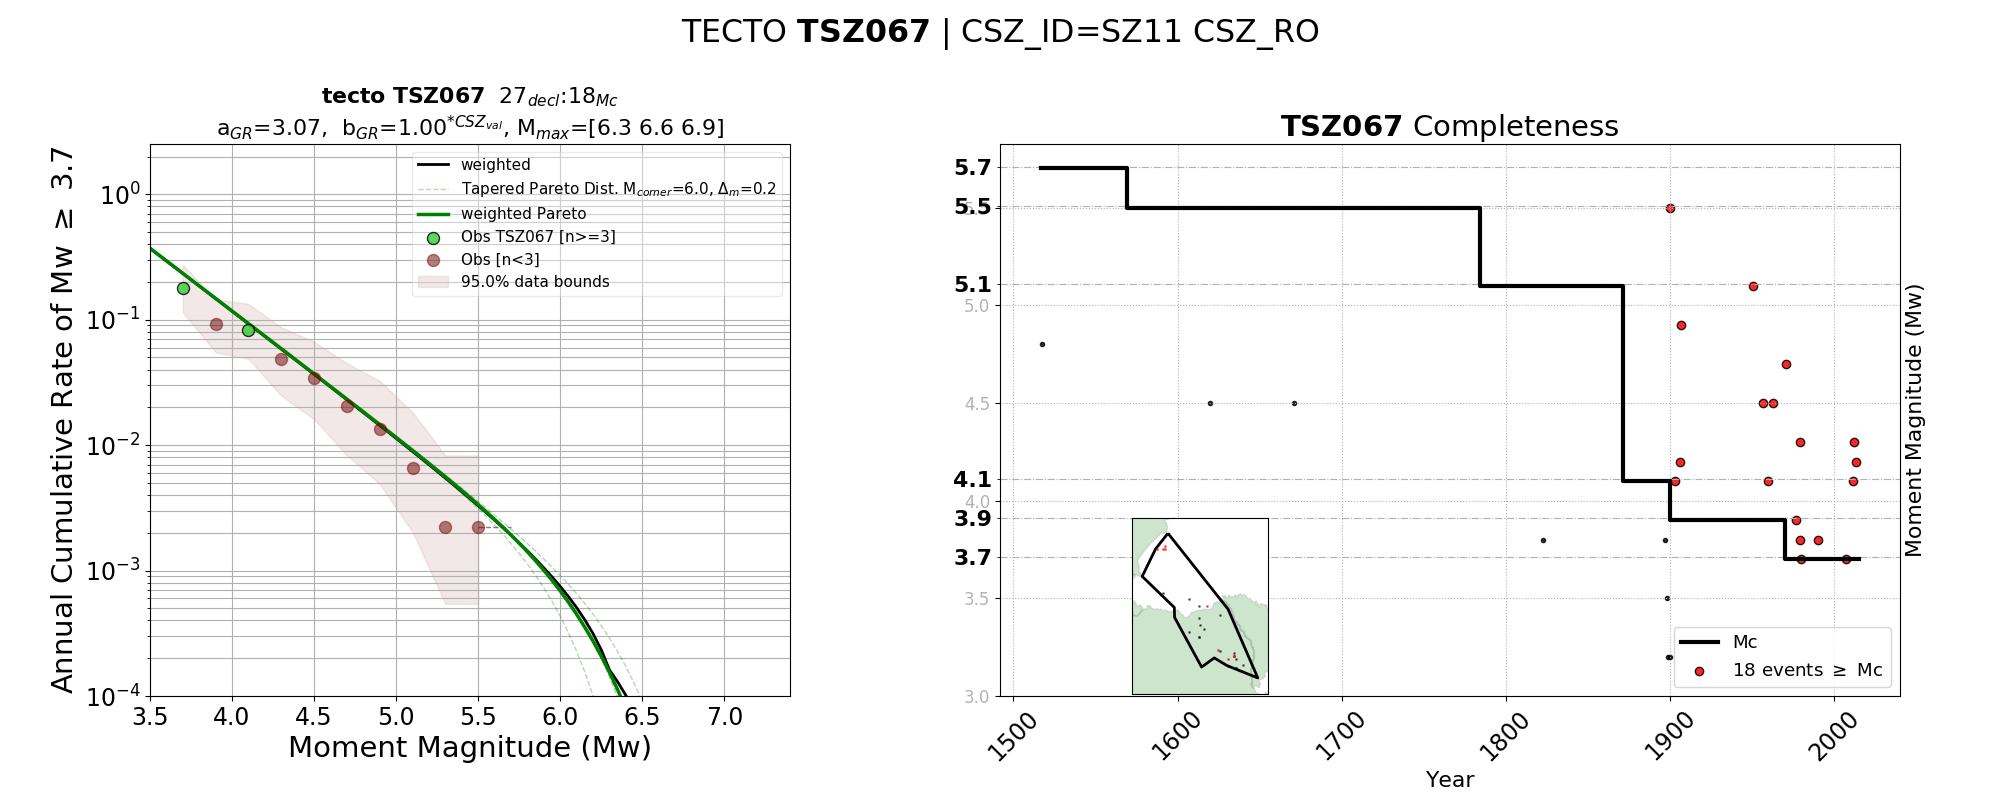 TECTO TSZ067 | CSZ_ID=SZ11 CSZ_RO
tecto TSZ067 27decl:18Mc
aGR=3.07, bGR=1.00*CSZval, Mmax=[6.3 6.6 6.9]
Annual Cumulative Rate of Mw ≥ 3.7
10^0
10^-1
10^-2
10^-3
10^-4
weighted
Tapered Pareto Dist. Mcorner=6.0, Δm=0.2
weighted Pareto
Obs TSZ067 [n>=3]
Obs [n<3]
95.0% data bounds
3.5 4.0 4.5 5.0 5.5 6.0 6.5 7.0
Moment Magnitude (Mw)
TSZ067 Completeness
5.7
5.5
5.1
5.0
4.5
4.1
4.0
3.9
3.7
3.5
3.0
Mc
18 events ≥ Mc
1500 1600 1700 1800 1900 2000
Year
Moment Magnitude (Mw)